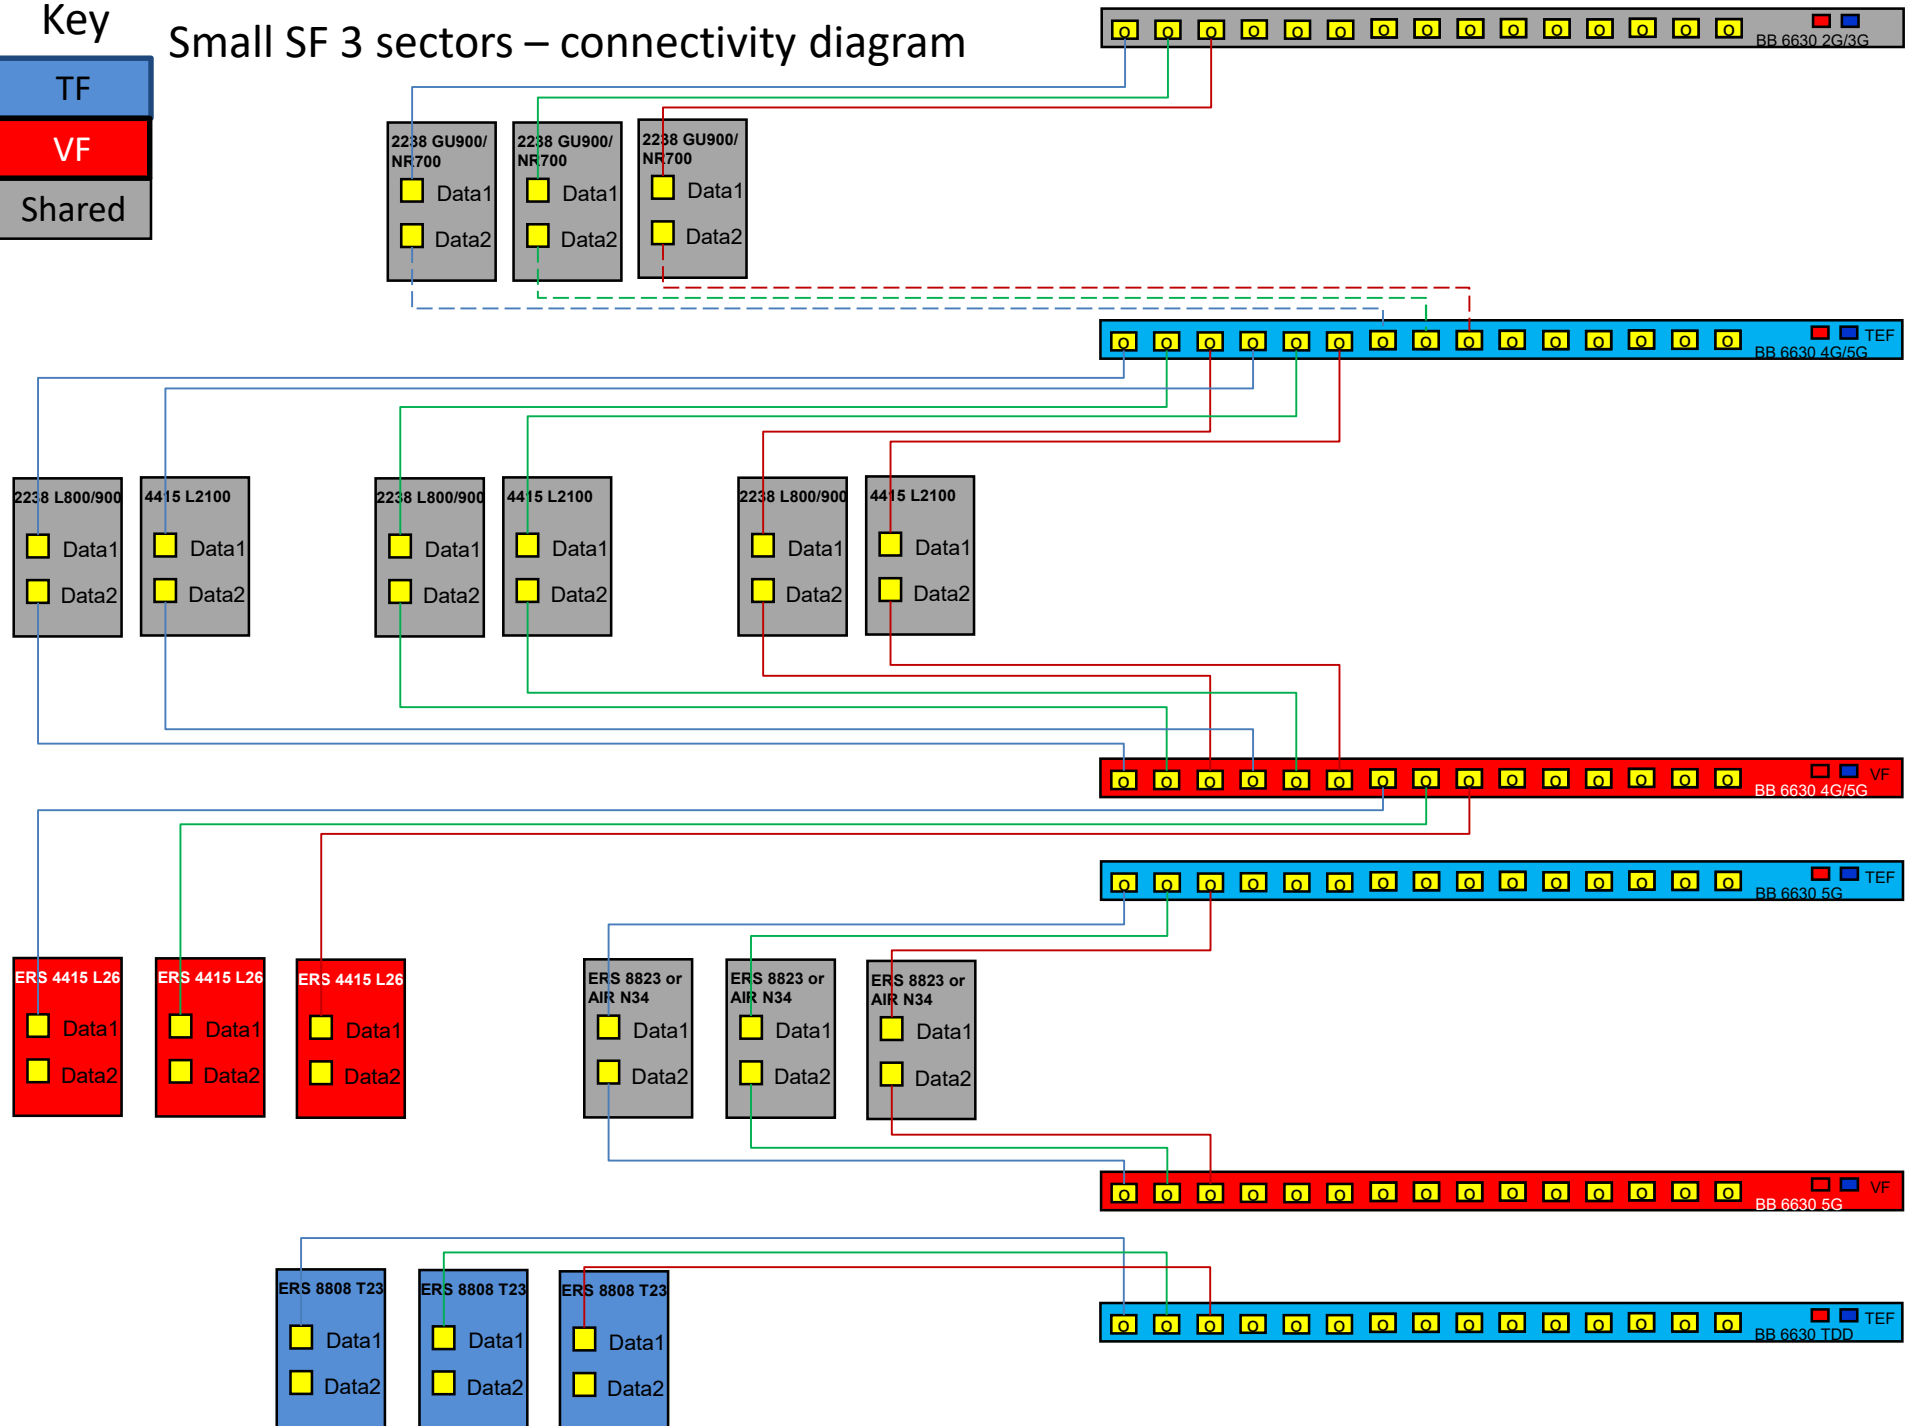 Key
TF
VF
Shared
Small SF 3 sectors – connectivity diagram
O O O O O O O O O O O O O O O
BB 6630 2G/3G
2238 GU900/
NR700
Data1
Data2
2238 GU900/
NR700
Data1
Data2
2238 GU900/
NR700
Data1
Data2
O O O O O O O O O O O O O O O
TEF
BB 6630 4G/5G
2238 L800/900
Data1
Data2
4415 L2100
Data1
Data2
2238 L800/900
Data1
Data2
4415 L2100
Data1
Data2
2238 L800/900
Data1
Data2
4415 L2100
Data1
Data2
O O O O O O O O O O O O O O O
VF
BB 6630 4G/5G
O O O O O O O O O O O O O O O
TEF
BB 6630 5G
ERS 4415 L26
Data1
Data2
ERS 4415 L26
Data1
Data2
ERS 4415 L26
Data1
Data2
ERS 8823 or
AIR N34
Data1
Data2
ERS 8823 or
AIR N34
Data1
Data2
ERS 8823 or
AIR N34
Data1
Data2
O O O O O O O O O O O O O O O
VF
BB 6630 5G
ERS 8808 T23
Data1
Data2
ERS 8808 T23
Data1
Data2
ERS 8808 T23
Data1
Data2
O O O O O O O O O O O O O O O
TEF
BB 6630 TDD